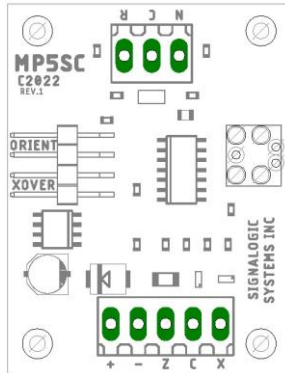 R C N
MP5SC
C2022
REV.1
ORIENT
XOVER
SIGNALOGIC
SYSTEMS INC
+ - Z C X